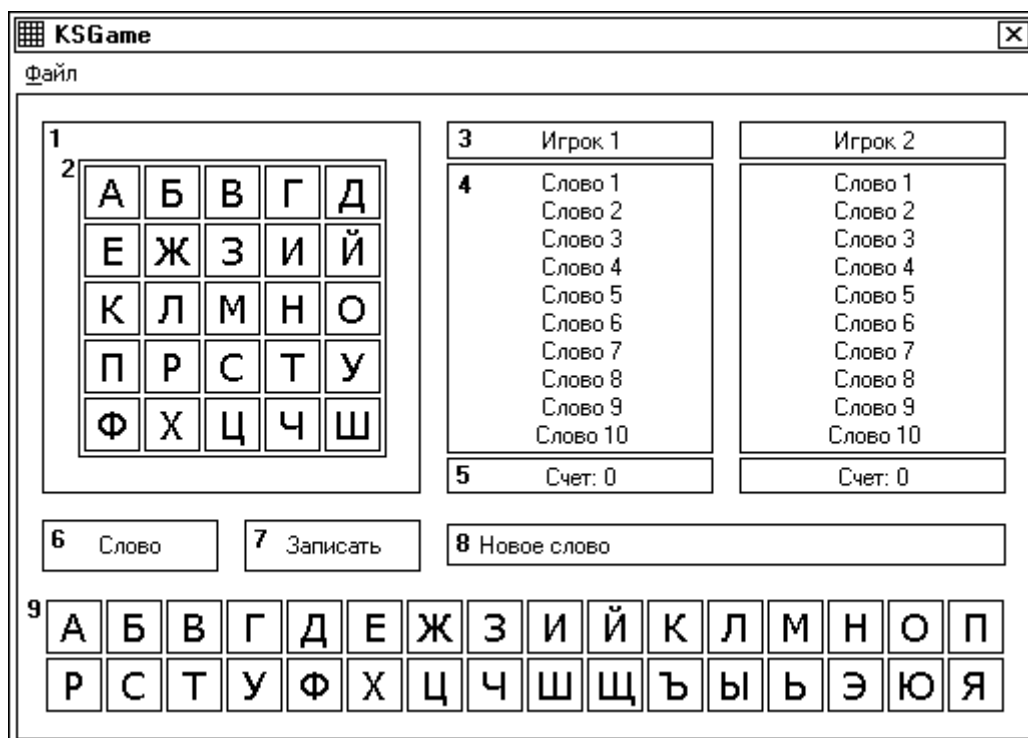 KSGame
Файл
1
2
А Б В Г Д
Е Ж З И Й
К Л М Н О
П Р С Т У
Ф Х Ц Ч Ш
3 Игрок 1
4 Слово 1
Слово 2
Слово 3
Слово 4
Слово 5
Слово 6
Слово 7
Слово 8
Слово 9
Слово 10
5 Счет: 0
Игрок 2
Слово 1
Слово 2
Слово 3
Слово 4
Слово 5
Слово 6
Слово 7
Слово 8
Слово 9
Слово 10
Счет: 0
6 Слово
7 Записать
8 Новое слово
9
А Б В Г Д Е Ж З И Й К Л М Н О П
Р С Т У Ф Х Ц Ч Ш Щ Ъ Ы Ь Э Ю Я